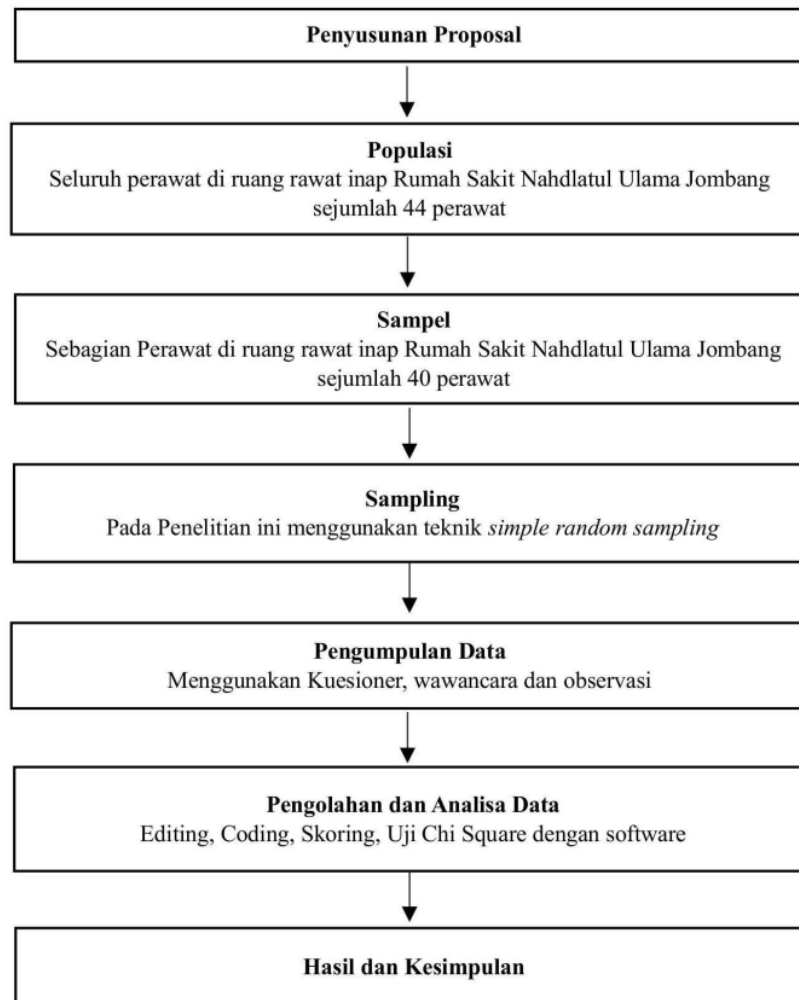 Penyusunan Proposal
Populasi
Seluruh perawat di ruang rawat inap Rumah Sakit Nahdlatul Ulama Jombang
sejumlah 44 perawat
Sampel
Sebagian Perawat di ruang rawat inap Rumah Sakit Nahdlatul Ulama Jombang
sejumlah 40 perawat
Sampling
Pada Penelitian ini menggunakan teknik simple random sampling
Pengumpulan Data
Menggunakan Kuesioner, wawancara dan observasi
Pengolahan dan Analisa Data
Editing, Coding, Skoring, Uji Chi Square dengan software
Hasil dan Kesimpulan